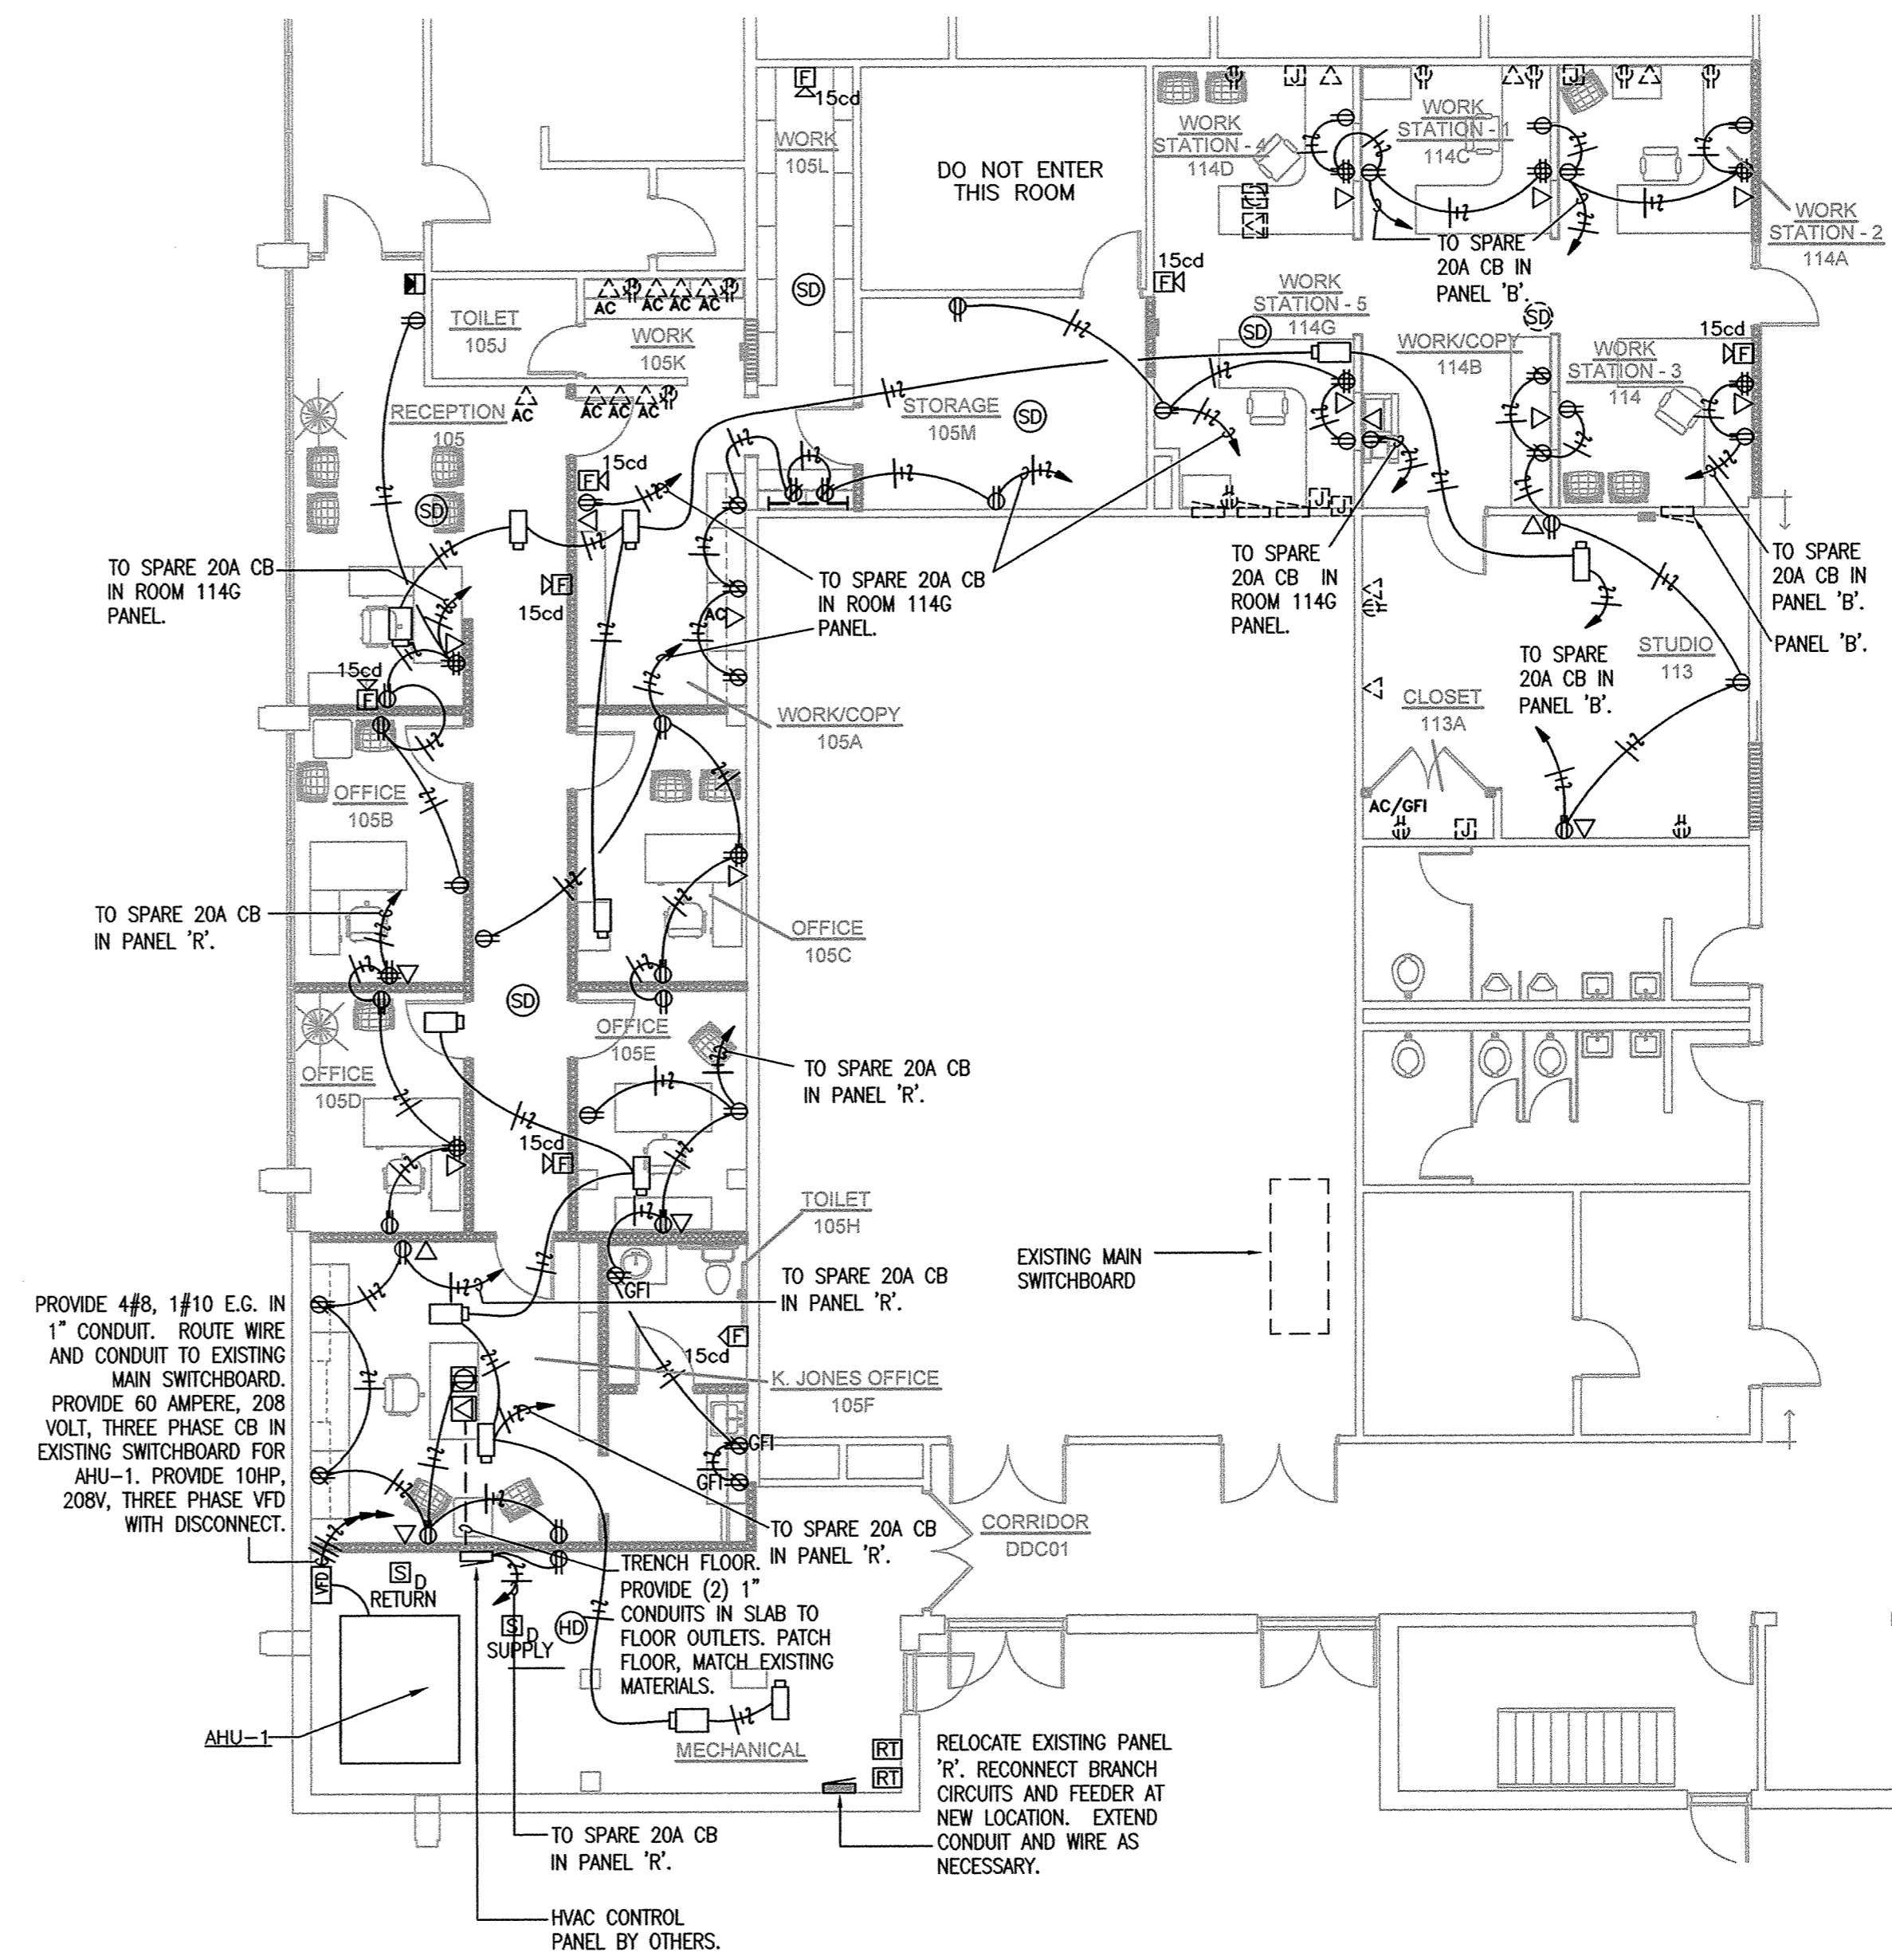 F
15cd
WORK
105L
DO NOT ENTER
THIS ROOM
WORK
STATION - 4
114D
J
WORK
STATION - 1
114C
J
WORK
STATION - 2
114A
J
TO SPARE
20A CB IN
PANEL 'B'.
SD
15cd
F
WORK
STATION - 5
114G
SD
SD
WORK/COPY
114B
WORK
STATION - 3
114
15cd
F
TOILET
105J
AC
AC
AC
AC
WORK
105K
AC
AC
AC
AC
RECEPTION
105
STORAGE
105M
SD
15cd
F
SD
J
J
TO SPARE 20A CB
IN ROOM 114G
PANEL.
F
15cd
AC
TO SPARE 20A CB
IN ROOM 114G
PANEL.
TO SPARE
20A CB IN
ROOM 114G
PANEL.
TO SPARE
20A CB IN
PANEL 'B'.
PANEL 'B'.
STUDIO
113
TO SPARE
20A CB IN
PANEL 'B'.
15cd
F
WORK/COPY
105A
CLOSET
113A
AC/GFI
J
OFFICE
105B
TO SPARE 20A CB
IN PANEL 'R'.
OFFICE
105C
SD
OFFICE
105E
OFFICE
105D
TO SPARE 20A CB
IN PANEL 'R'.
15cd
F
TOILET
105H
EXISTING MAIN
SWITCHBOARD
GFI
TO SPARE 20A CB
IN PANEL 'R'.
F
15cd
K. JONES OFFICE
105F
PROVIDE 4#8, 1#10 E.G. IN
1" CONDUIT. ROUTE WIRE
AND CONDUIT TO EXISTING
MAIN SWITCHBOARD.
PROVIDE 60 AMPERE, 208
VOLT, THREE PHASE CB IN
EXISTING SWITCHBOARD FOR
AHU-1. PROVIDE 10HP,
208V, THREE PHASE VFD
WITH DISCONNECT.
GFI
GFI
TO SPARE 20A CB
IN PANEL 'R'.
CORRIDOR
DDC01
TRENCH FLOOR.
PROVIDE (2) 1"
CONDUITS IN SLAB TO
FLOOR OUTLETS. PATCH
FLOOR, MATCH EXISTING
MATERIALS.
VFD
S D
RETURN
S D
SUPPLY
HD
AHU-1
MECHANICAL
RT
RT
RELOCATE EXISTING PANEL
'R'. RECONNECT BRANCH
CIRCUITS AND FEEDER AT
NEW LOCATION. EXTEND
CONDUIT AND WIRE AS
NECESSARY.
TO SPARE 20A CB
IN PANEL 'R'.
HVAC CONTROL
PANEL BY OTHERS.